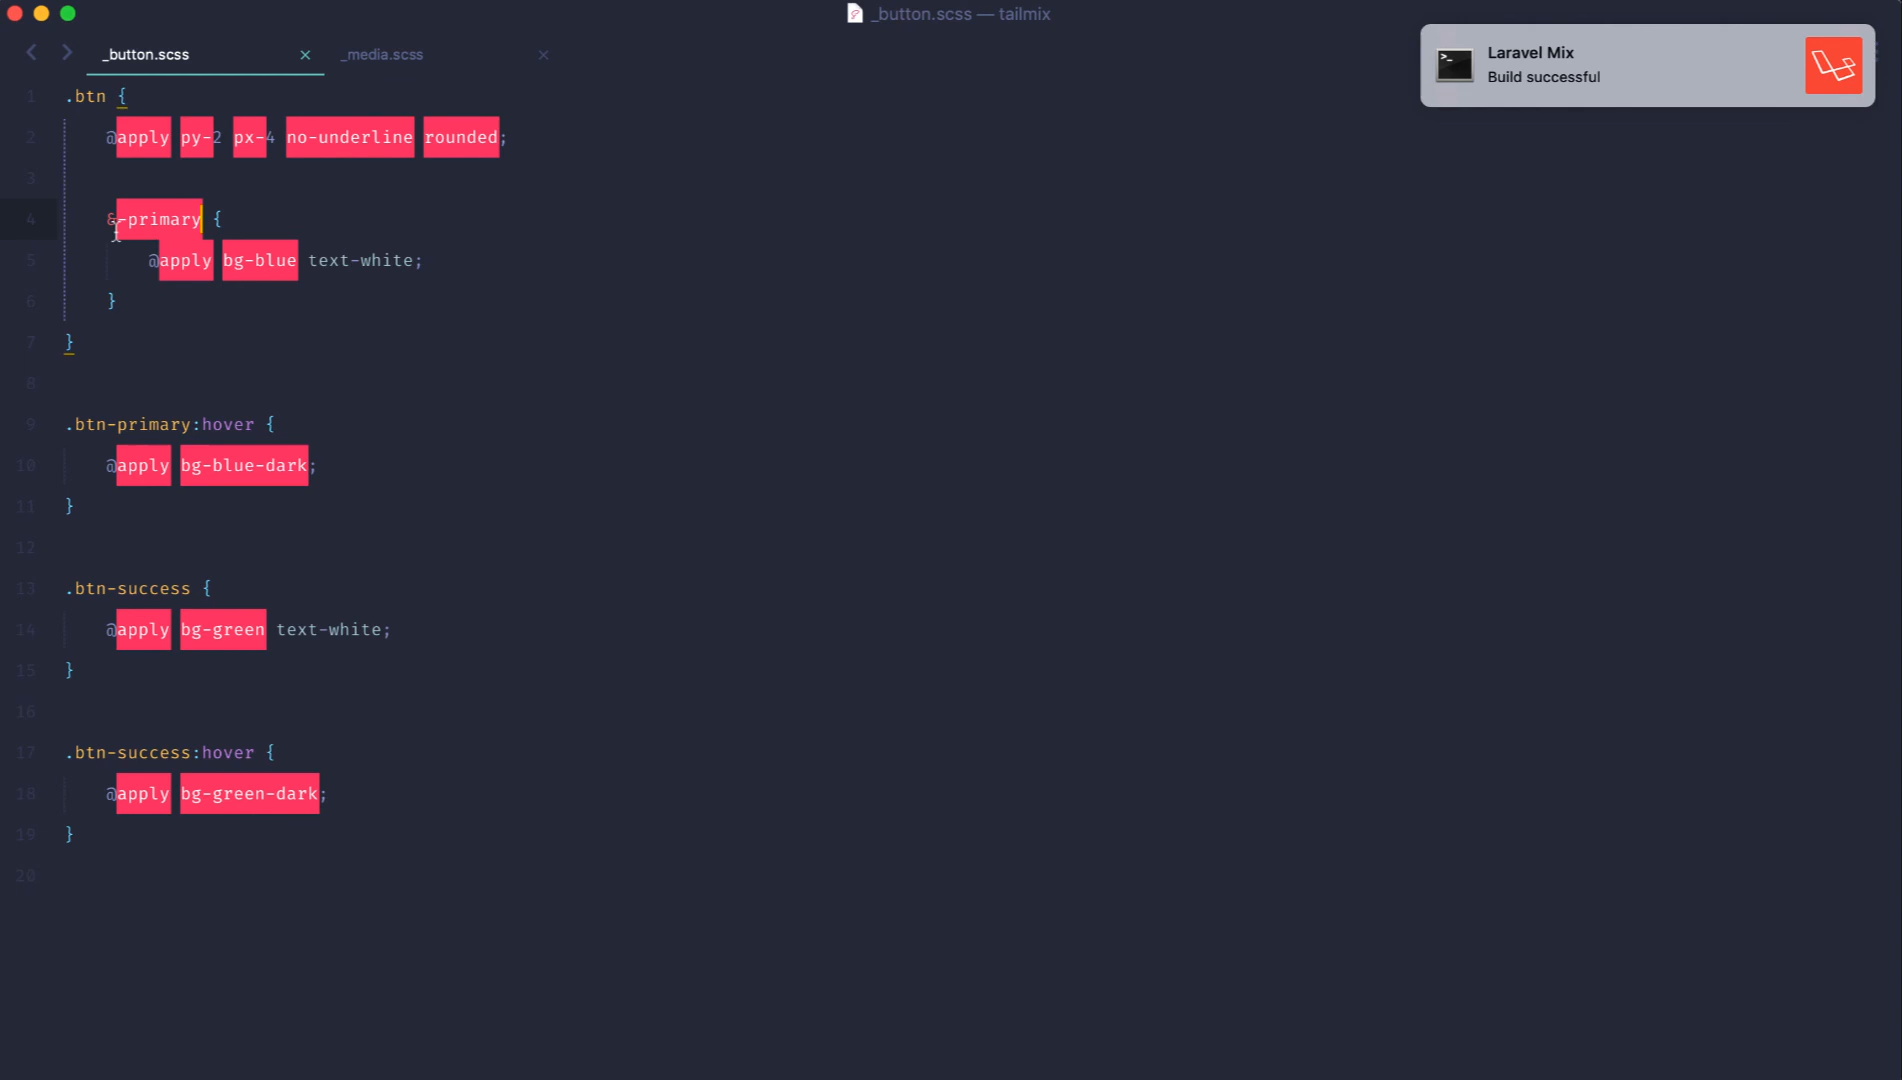 _button.scss — tailmix
_button.scss
_media.scss
Laravel Mix
Build successful
1 .btn {
2 @apply py-2 px-4 no-underline rounded;
3
4 &-primary {
5 @apply bg-blue text-white;
6 }
7 }
8
9 .btn-primary:hover {
10 @apply bg-blue-dark;
11 }
12
13 .btn-success {
14 @apply bg-green text-white;
15 }
16
17 .btn-success:hover {
18 @apply bg-green-dark;
19 }
20